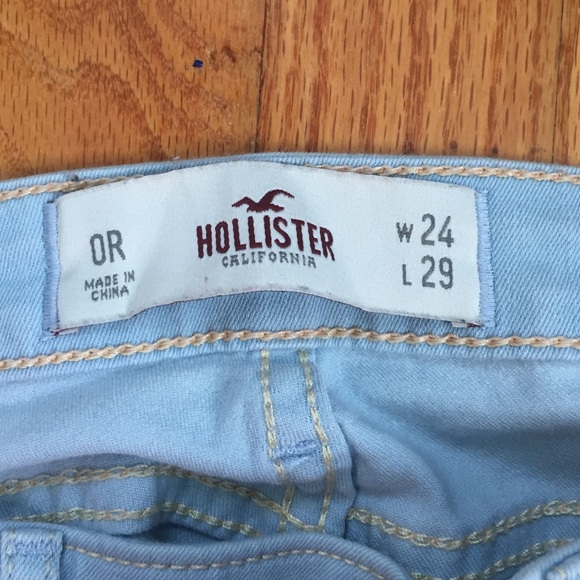 0R
MADE IN
CHINA
HOLLISTER
CALIFORNIA
W 24
L 29